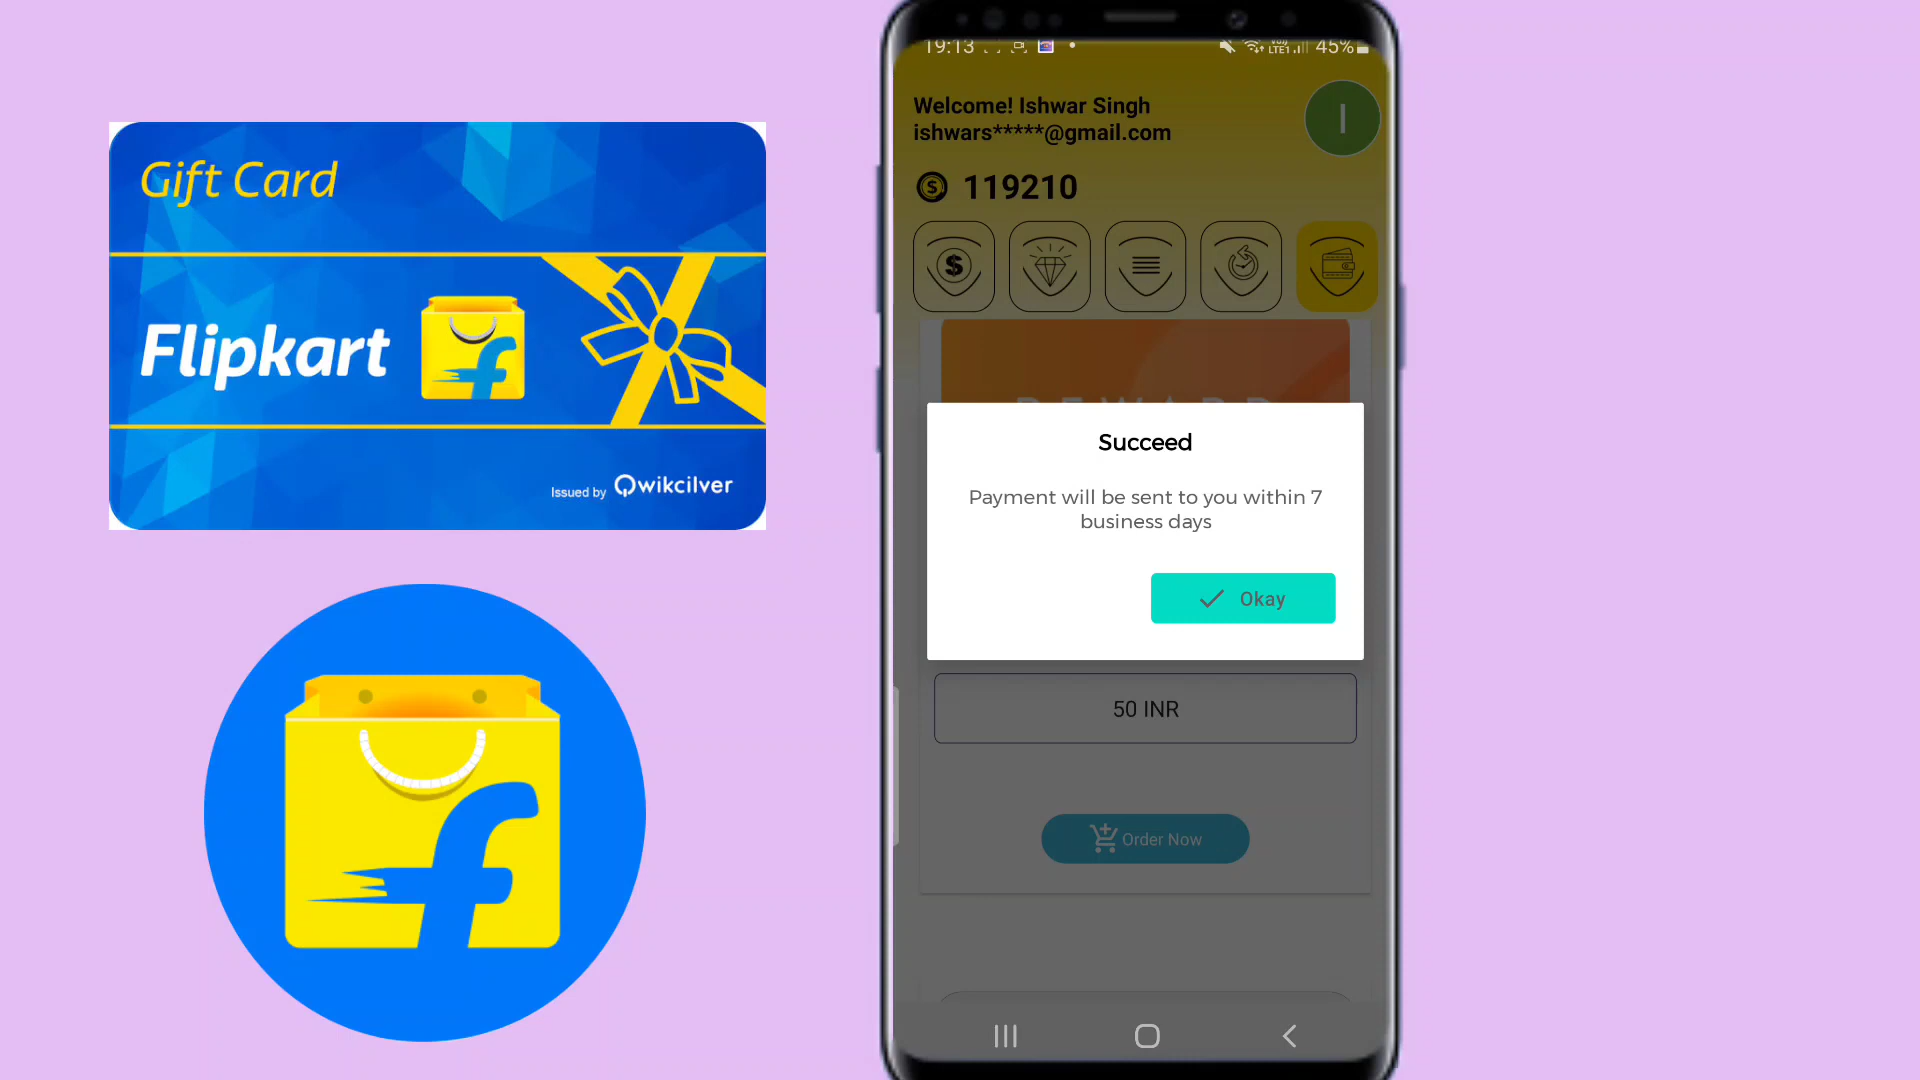 Gift Card
Flipkart
Issued by Qwikcilver
19:13
LTE1 45%
Welcome! Ishwar Singh
ishwars*****@gmail.com
119210
Succeed
Payment will be sent to you within 7
business days
Okay
50 INR
Order Now